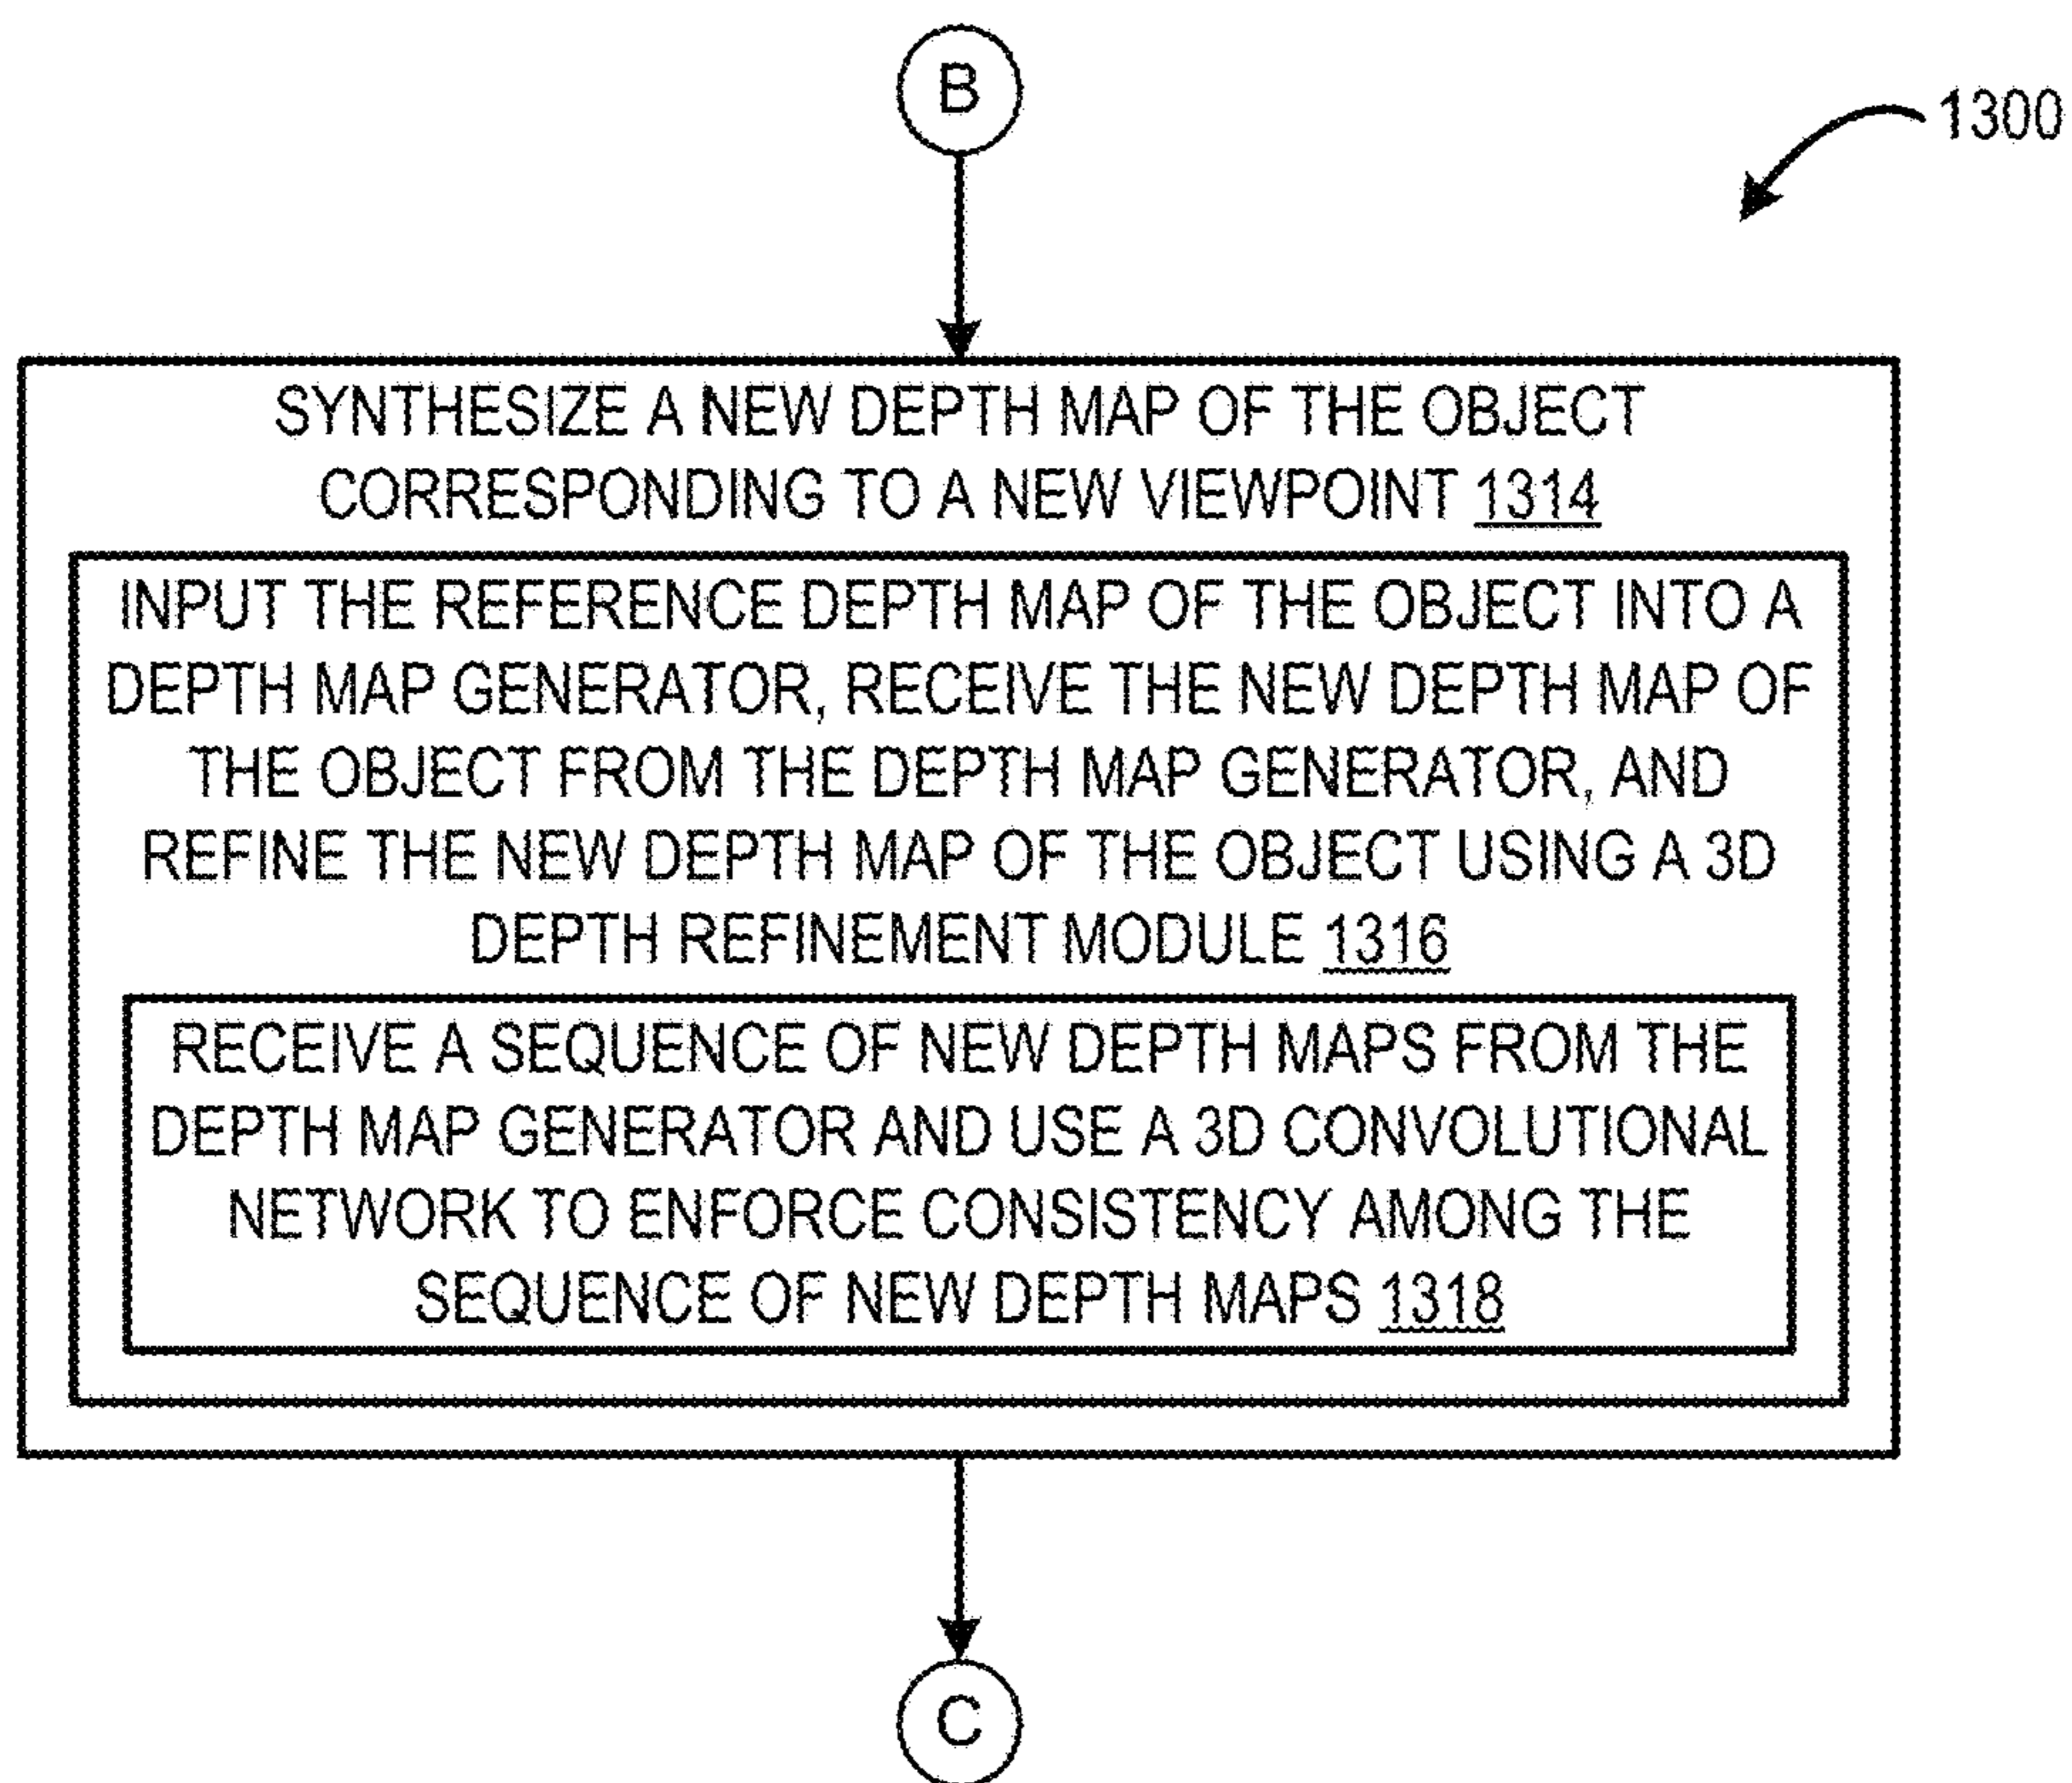 B
1300
SYNTHESIZE A NEW DEPTH MAP OF THE OBJECT
CORRESPONDING TO A NEW VIEWPOINT 1314
INPUT THE REFERENCE DEPTH MAP OF THE OBJECT INTO A
DEPTH MAP GENERATOR, RECEIVE THE NEW DEPTH MAP OF
THE OBJECT FROM THE DEPTH MAP GENERATOR, AND
REFINE THE NEW DEPTH MAP OF THE OBJECT USING A 3D
DEPTH REFINEMENT MODULE 1316
RECEIVE A SEQUENCE OF NEW DEPTH MAPS FROM THE
DEPTH MAP GENERATOR AND USE A 3D CONVOLUTIONAL
NETWORK TO ENFORCE CONSISTENCY AMONG THE
SEQUENCE OF NEW DEPTH MAPS 1318
C